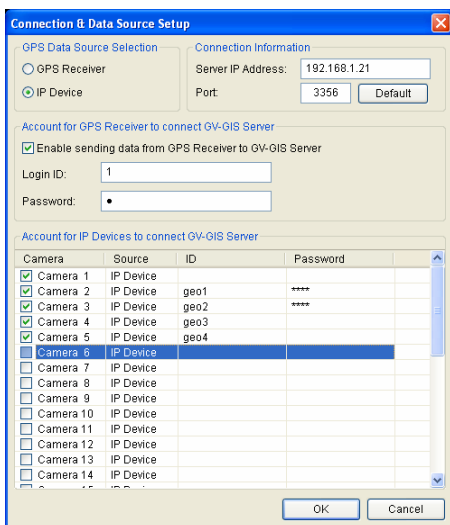 Connection & Data Source Setup
GPS Data Source Selection
GPS Receiver
IP Device
Connection Information
Server IP Address: 192.168.1.21
Port: 3356 Default
Account for GPS Receiver to connect GV-GIS Server
Enable sending data from GPS Receiver to GV-GIS Server
Login ID: 1
Password: •
Account for IP Devices to connect GV-GIS Server
Camera Source ID Password
Camera 1 IP Device
Camera 2 IP Device geo1 ****
Camera 3 IP Device geo2 ****
Camera 4 IP Device geo3
Camera 5 IP Device geo4
Camera 6 IP Device
Camera 7 IP Device
Camera 8 IP Device
Camera 9 IP Device
Camera 10 IP Device
Camera 11 IP Device
Camera 12 IP Device
Camera 13 IP Device
Camera 14 IP Device
OK Cancel